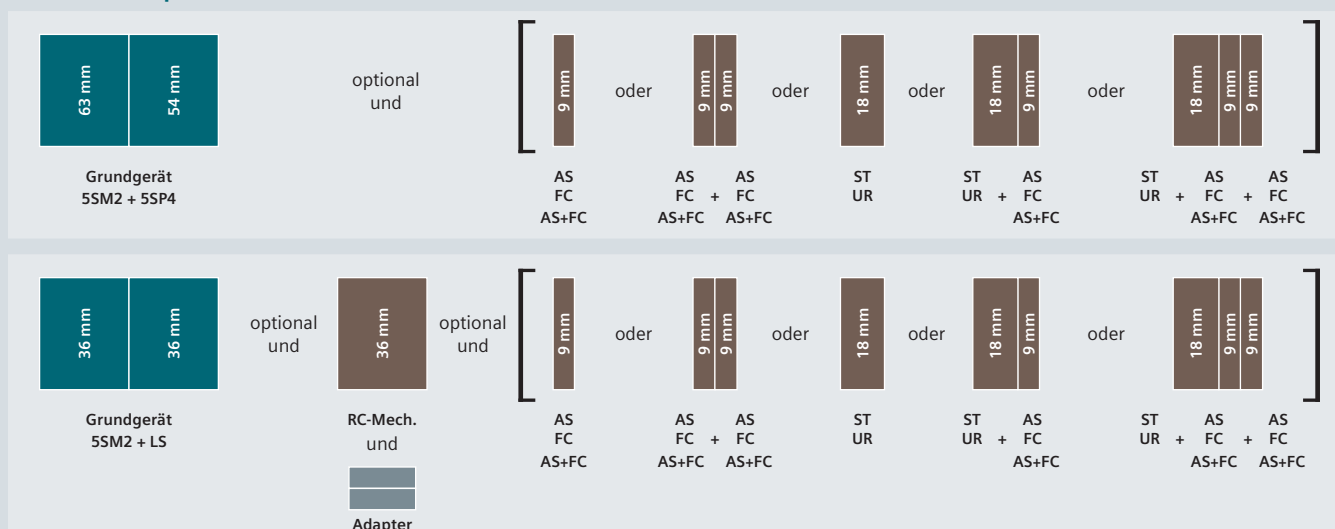 63 mm 54 mm
optional
und
9 mm oder 9 mm 9 mm oder 18 mm oder 18 mm 9 mm oder 18 mm 9 mm 9 mm
Grundgerät
5SM2 + 5SP4
AS AS AS ST ST AS ST AS AS
FC FC + FC UR UR + FC UR + FC + FC
AS+FC AS+FC AS+FC AS+FC AS+FC AS+FC
36 mm 36 mm
optional
und
36 mm
optional
und
9 mm oder 9 mm 9 mm oder 18 mm oder 18 mm 9 mm oder 18 mm 9 mm 9 mm
Grundgerät
5SM2 + LS
RC-Mech.
und
Adapter
AS AS AS ST ST AS ST AS AS
FC FC + FC UR UR + FC UR + FC + FC
AS+FC AS+FC AS+FC AS+FC AS+FC AS+FC